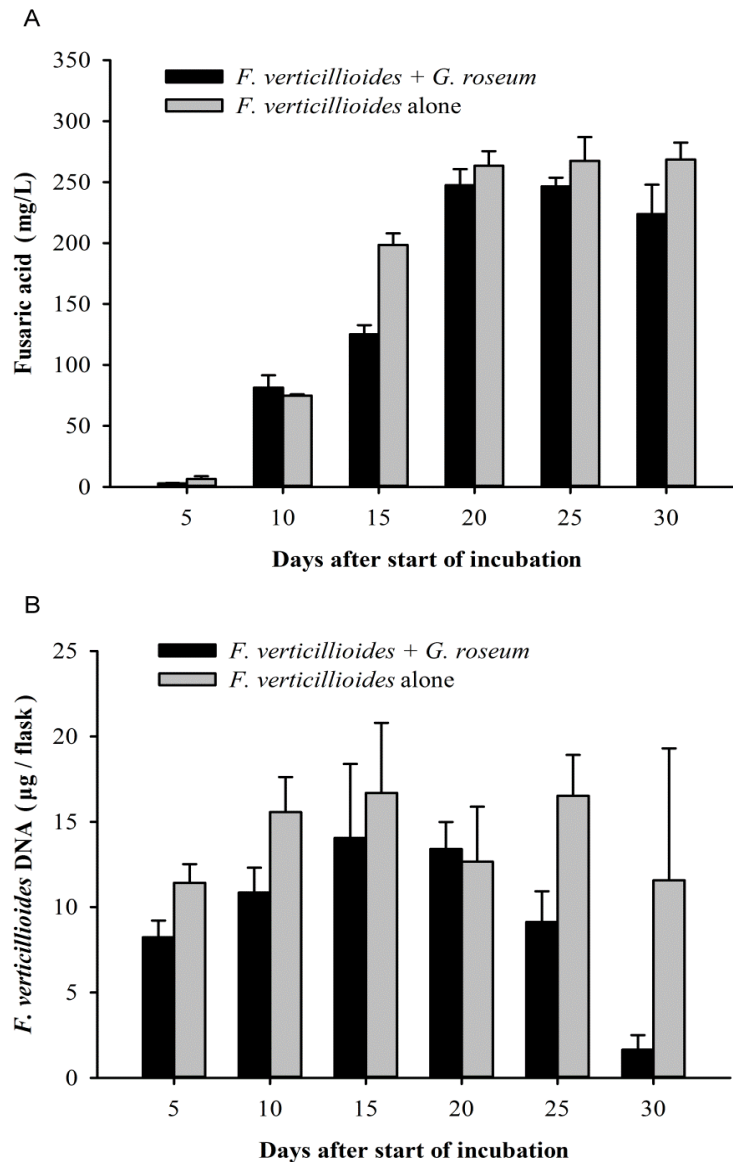 A
F. verticillioides + G. roseum
F. verticillioides alone
Fusaric acid (mg/L)
350
300
250
200
150
100
50
0
5 10 15 20 25 30
Days after start of incubation
B
F. verticillioides + G. roseum
F. verticillioides alone
F. verticillioides DNA (µg / flask)
25
20
15
10
5
0
5 10 15 20 25 30
Days after start of incubation